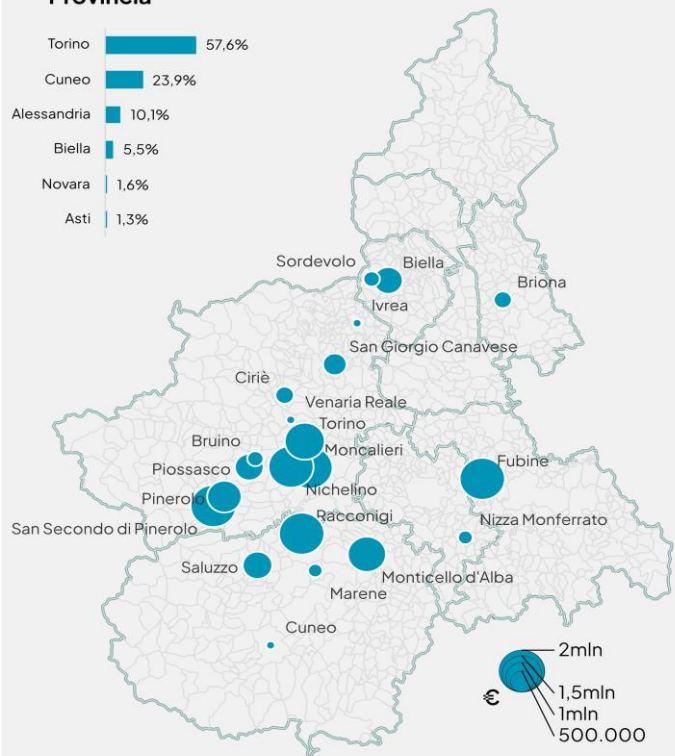 Provincia
Torino 57,6%
Cuneo 23,9%
Alessandria 10,1%
Biella 5,5%
Novara 1,6%
Asti 1,3%
Sordevolo
Biella
Briona
Ivrea
San Giorgio Canavese
Ciriè
Venaria Reale
Torino
Bruino
Moncalieri
Piossasco
Fubine
Pinerolo
Nichelino
San Secondo di Pinerolo
Racconigi
Nizza Monferrato
Saluzzo
Monticello d'Alba
Marene
Cuneo
2mln
€
1,5mln
1mln
500.000